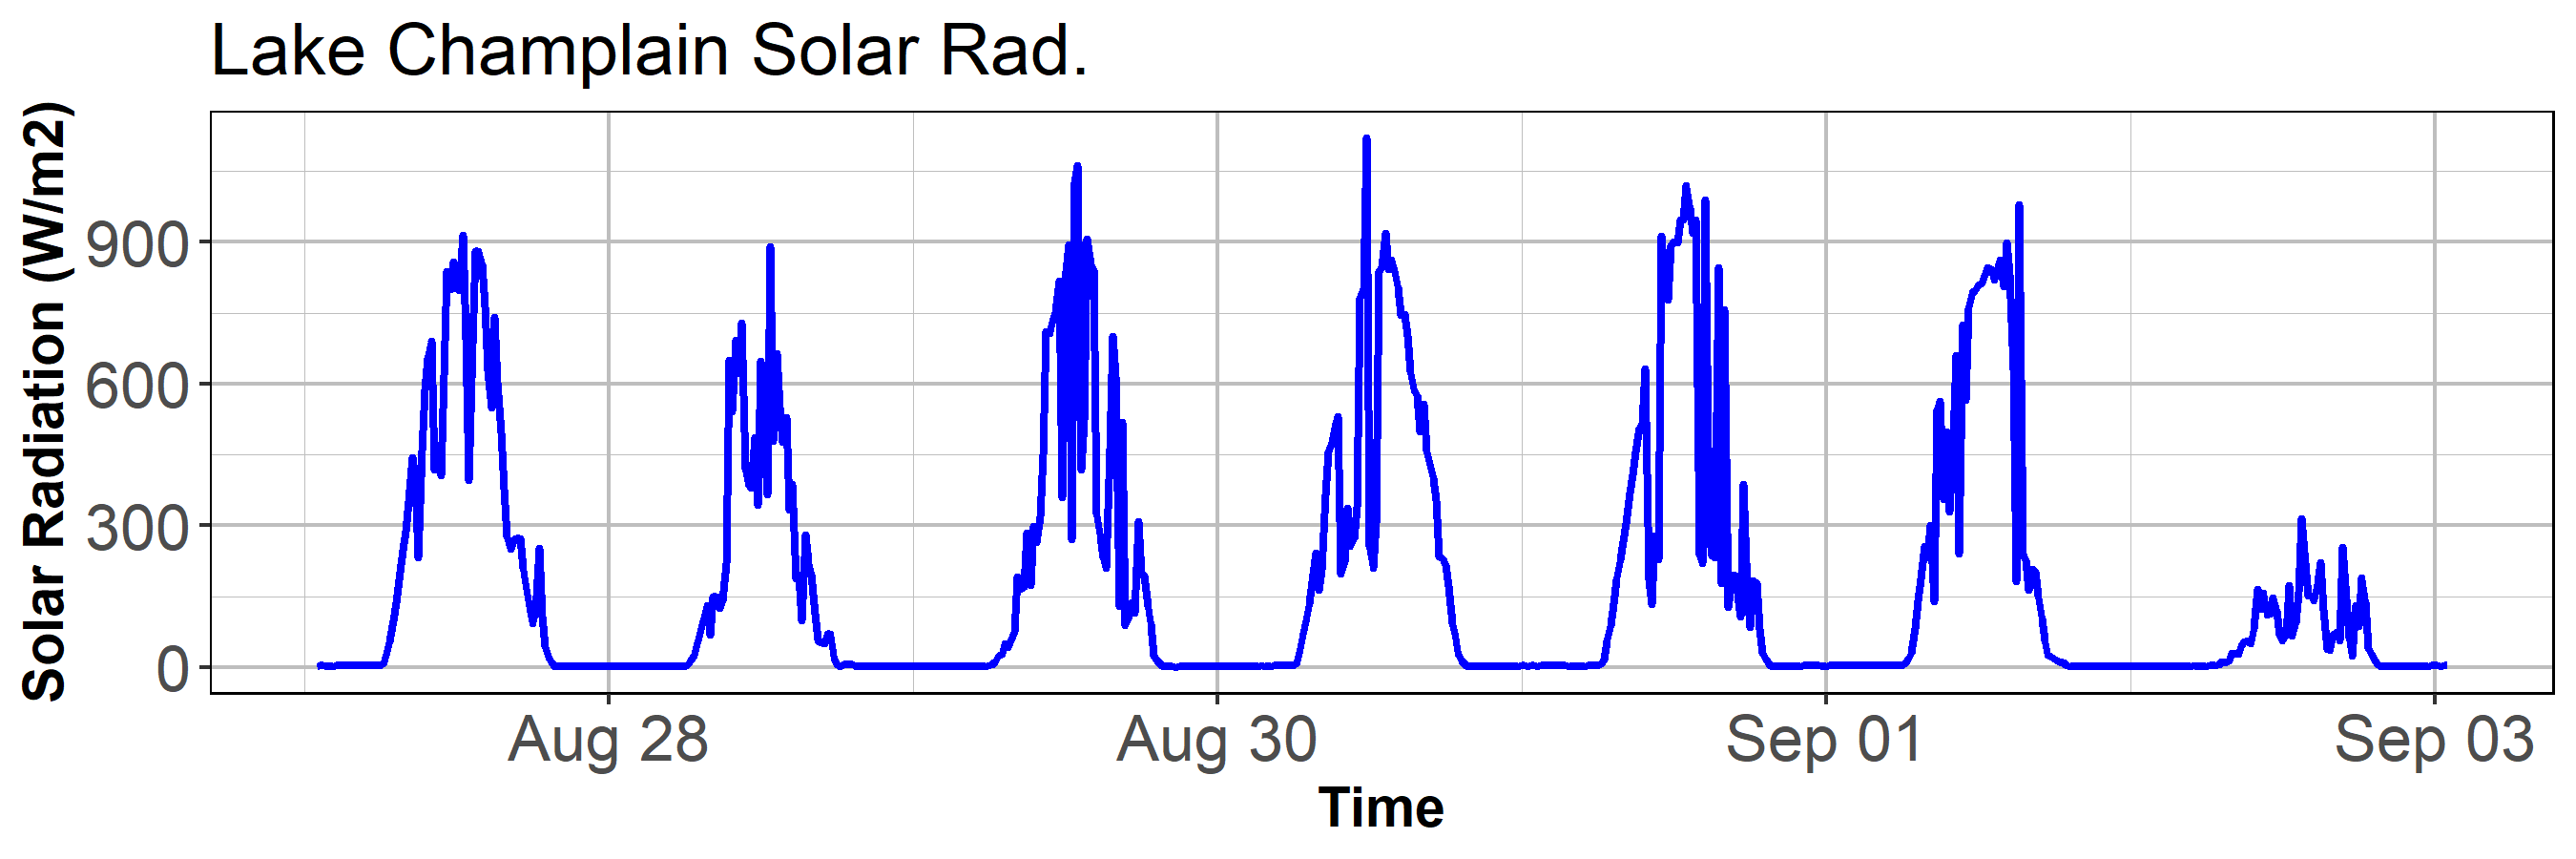 Lake Champlain Solar Rad.
Solar Radiation (W/m2)
900
600
300
0
Aug 28
Aug 30
Sep 01
Sep 03
Time